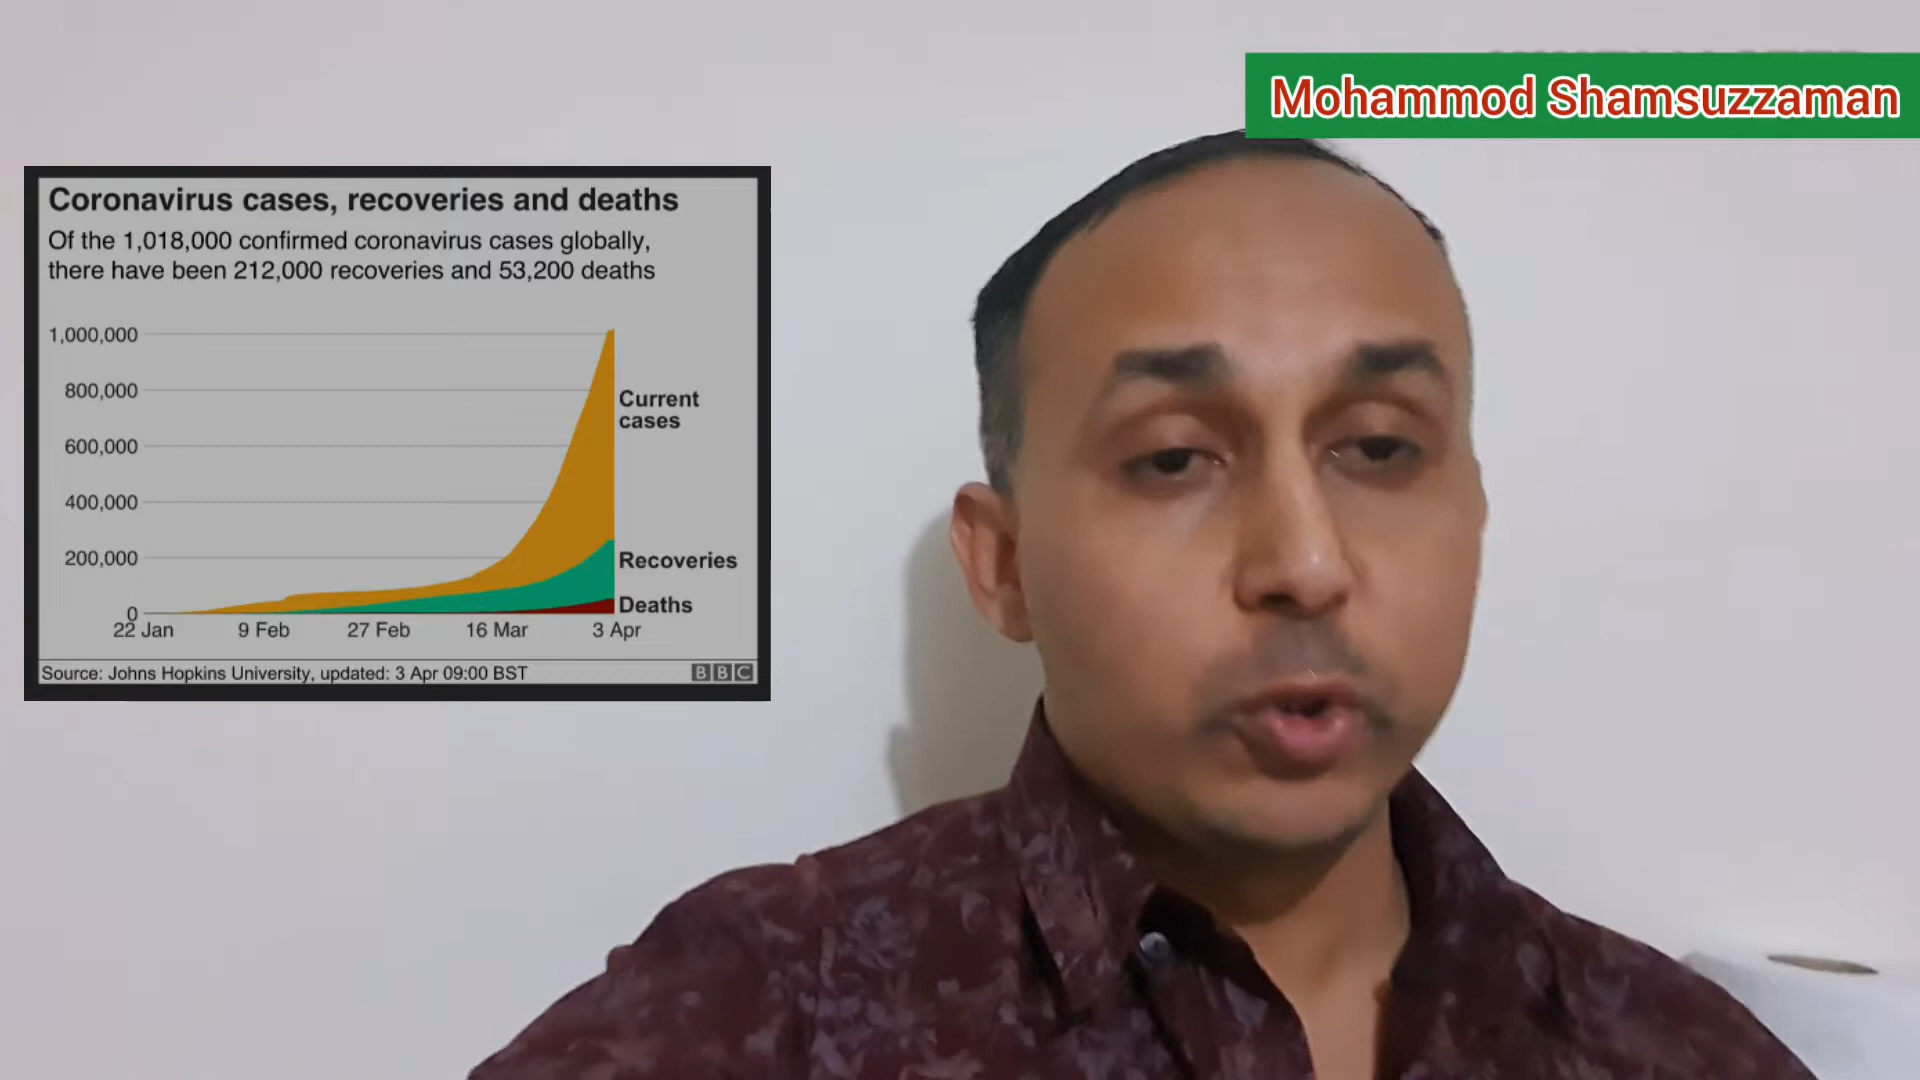 Mohammod Shamsuzzaman
Coronavirus cases, recoveries and deaths
Of the 1,018,000 confirmed coronavirus cases globally,
there have been 212,000 recoveries and 53,200 deaths
1,000,000
800,000
600,000
400,000
200,000
0
Current
cases
Recoveries
Deaths
22 Jan
9 Feb
27 Feb
16 Mar
3 Apr
Source: Johns Hopkins University, updated: 3 Apr 09:00 BST
BBC